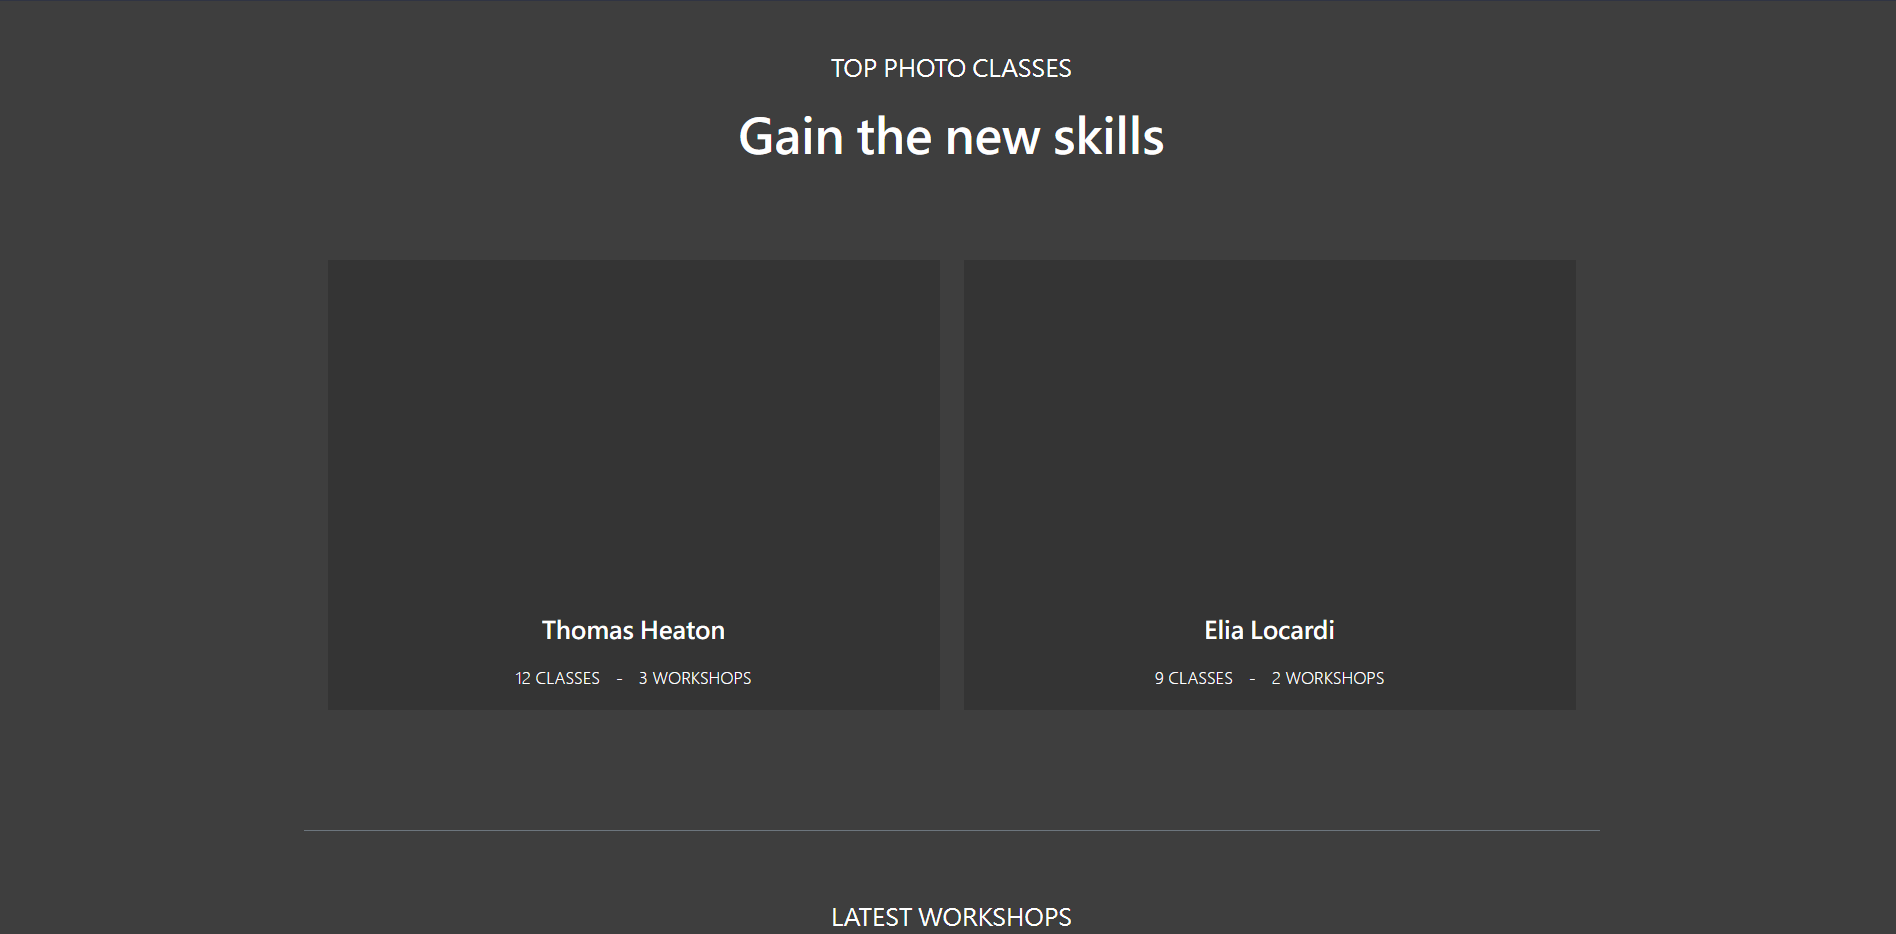 TOP PHOTO CLASSES
Gain the new skills
Thomas Heaton
12 CLASSES - 3 WORKSHOPS
Elia Locardi
9 CLASSES - 2 WORKSHOPS
LATEST WORKSHOPS